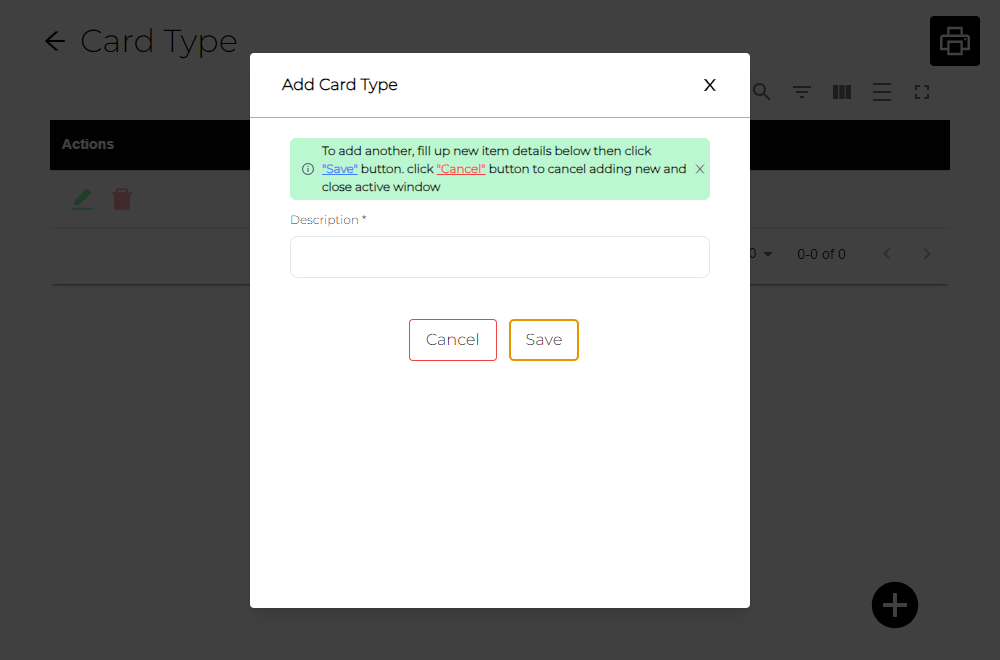 Card Type
Add Card Type
X
Actions
To add another, fill up new item details below then click
"Save" button. click "Cancel" button to cancel adding new and
close active window
Description *
0-0 of 0
Cancel
Save